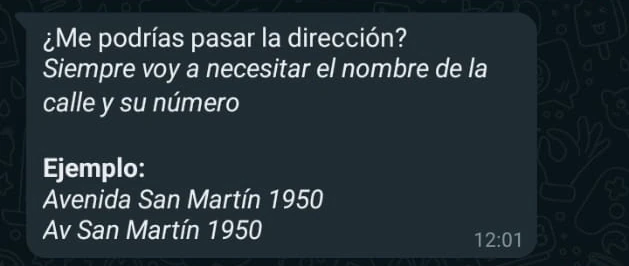 ¿Me podrías pasar la dirección?
Siempre voy a necesitar el nombre de la
calle y su número
Ejemplo:
Avenida San Martín 1950
Av San Martín 1950
12:01